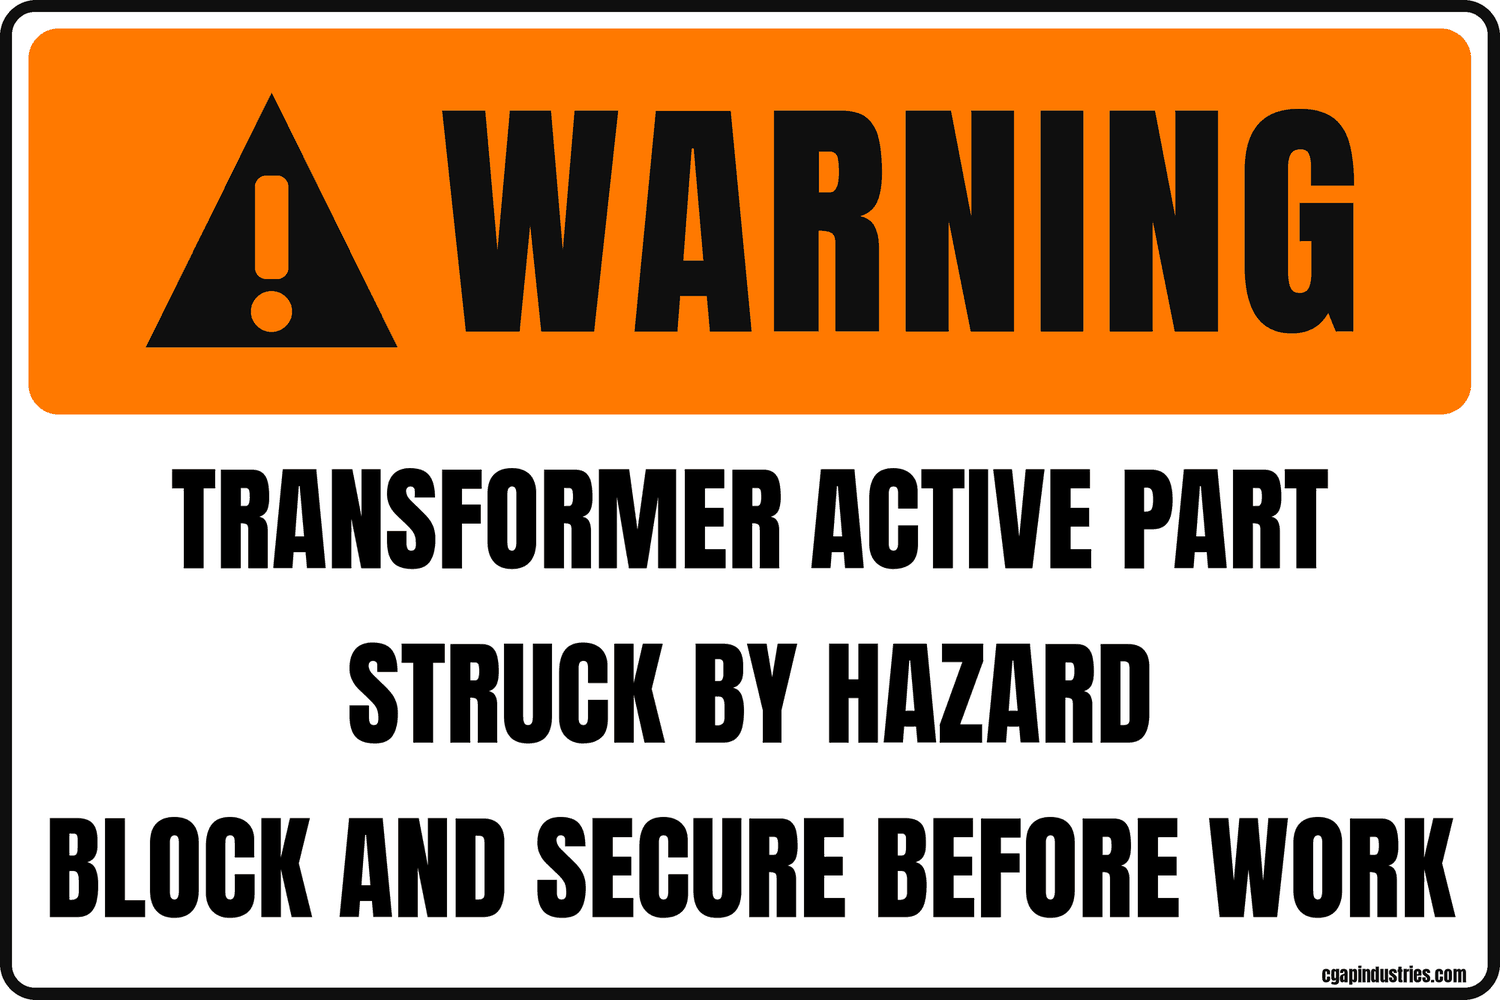 WARNING
TRANSFORMER ACTIVE PART
STRUCK BY HAZARD
BLOCK AND SECURE BEFORE WORK
cgapindustries.com